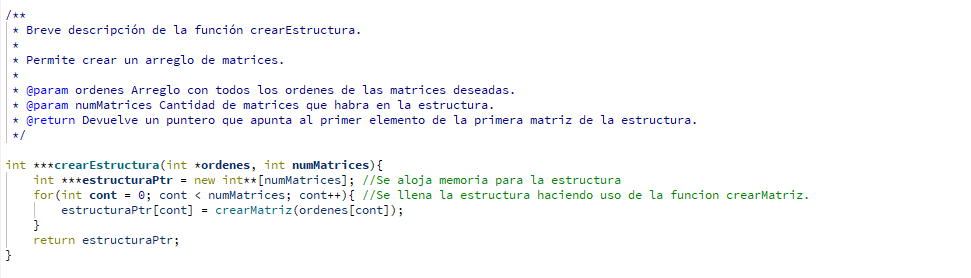 /**
 * Breve descripción de la función crearEstructura.
 *
 * Permite crear un arreglo de matrices.
 *
 * @param ordenes Arreglo con todos los ordenes de las matrices deseadas.
 * @param numMatrices Cantidad de matrices que habra en la estructura.
 * @return Devuelve un puntero que apunta al primer elemento de la primera matriz de la estructura.
 */
int ***crearEstructura(int *ordenes, int numMatrices){
    int ***estructuraPtr = new int**[numMatrices]; //Se aloja memoria para la estructura
    for(int cont = 0; cont < numMatrices; cont++){ //Se llena la estructura haciendo uso de la funcion crearMatriz.
        estructuraPtr[cont] = crearMatriz(ordenes[cont]);
    }
    return estructuraPtr;
}